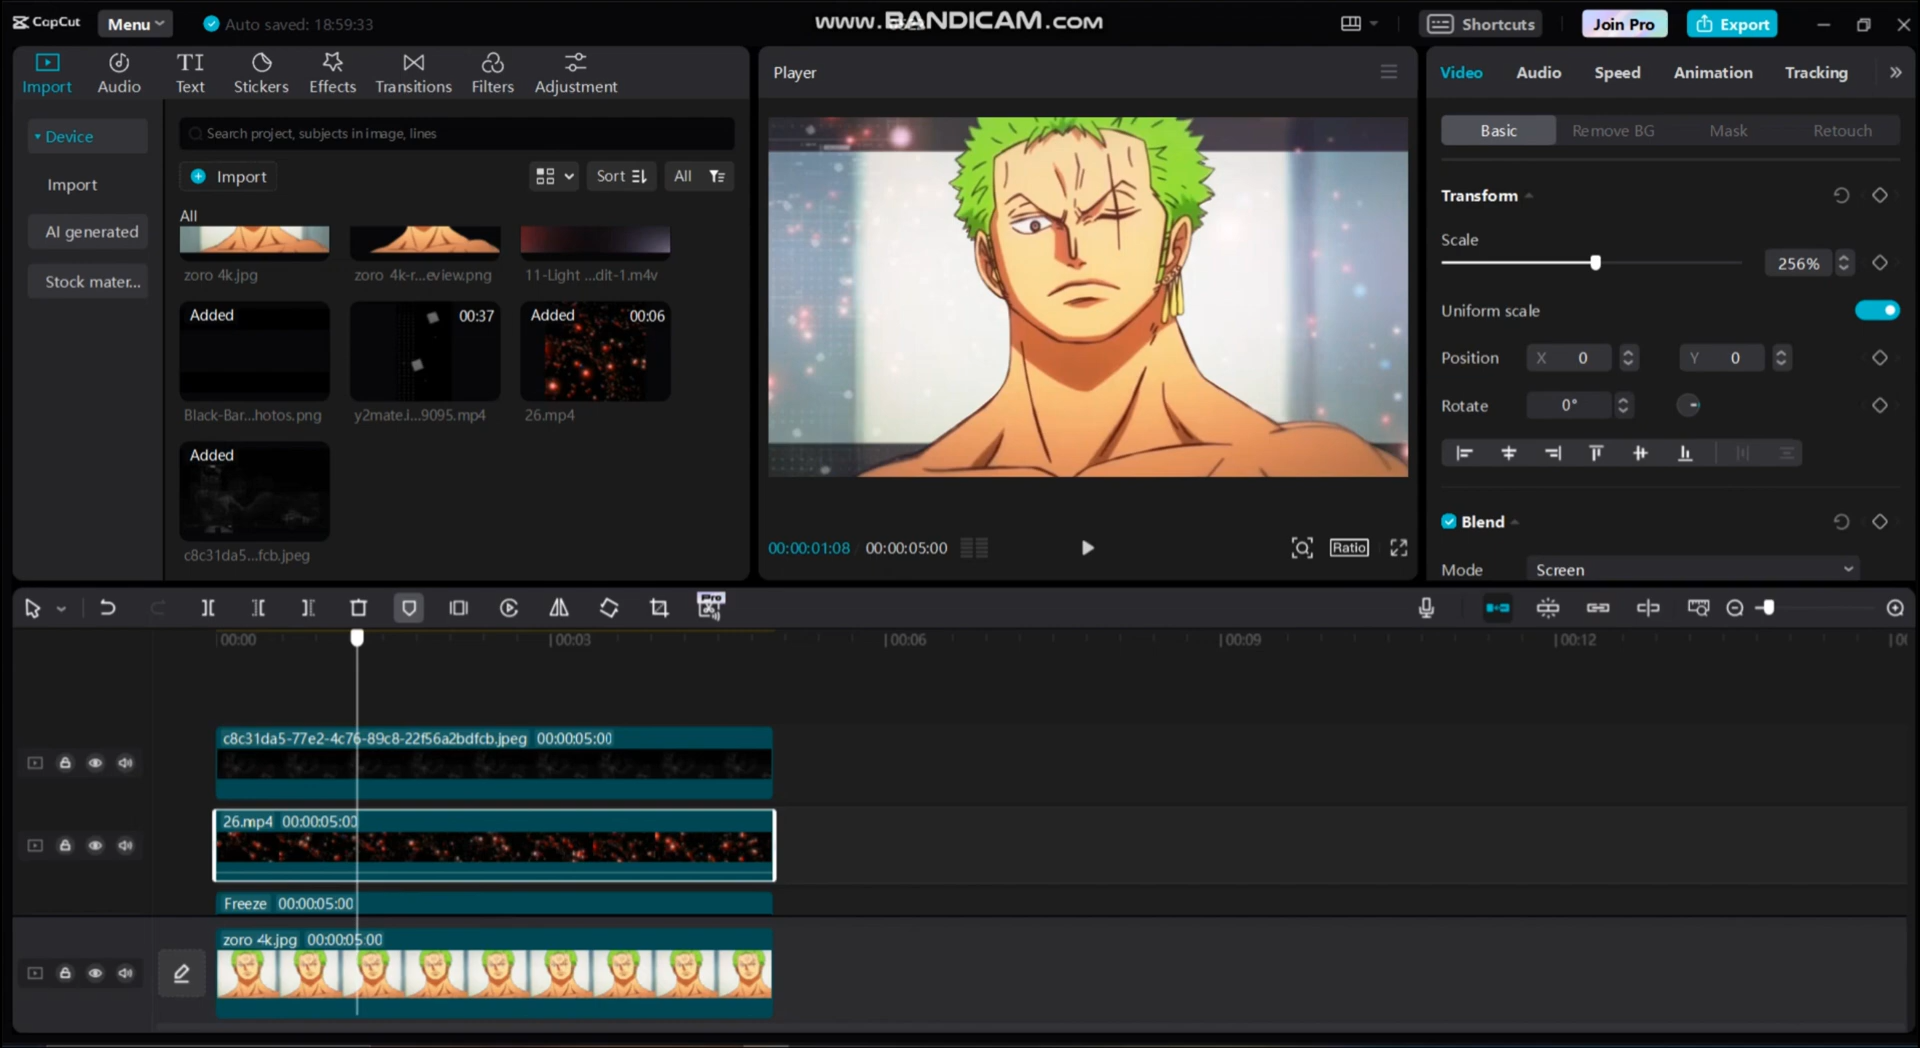 CapCut
Menu
Auto saved: 18:59:33
www.BANDICAM.com
Shortcuts
Join Pro
Export
Import
Audio
TI
Text
Stickers
Effects
Transitions
Filters
Adjustment
Player
Video
Audio
Speed
Animation
Tracking
Device
Search project, subjects in image, lines
Basic
Remove BG
Mask
Retouch
Import
Import
Sort
All
AI generated
All
Transform
Stock mater...
zoro 4k.jpg
zoro 4k-r...eview.png
11-Light ...dit-1.m4v
Scale
256%
Added
00:37
Added
00:06
Uniform scale
Position
X 0
Y 0
Black-Bar...hotos.png
y2mate.i...9095.mp4
26.mp4
Rotate
0°
Added
c8c31da5...fcb.jpeg
Blend
00:00:01:08
00:00:05:00
Ratio
Mode
Screen
Pro
00:00
00:03
00:06
00:09
00:12
c8c31da5-77e2-4c76-89c8-22f56a2bdfcb.jpeg 00:00:05:00
26.mp4 00:00:05:00
Freeze 00:00:05:00
zoro 4k.jpg 00:00:05:00